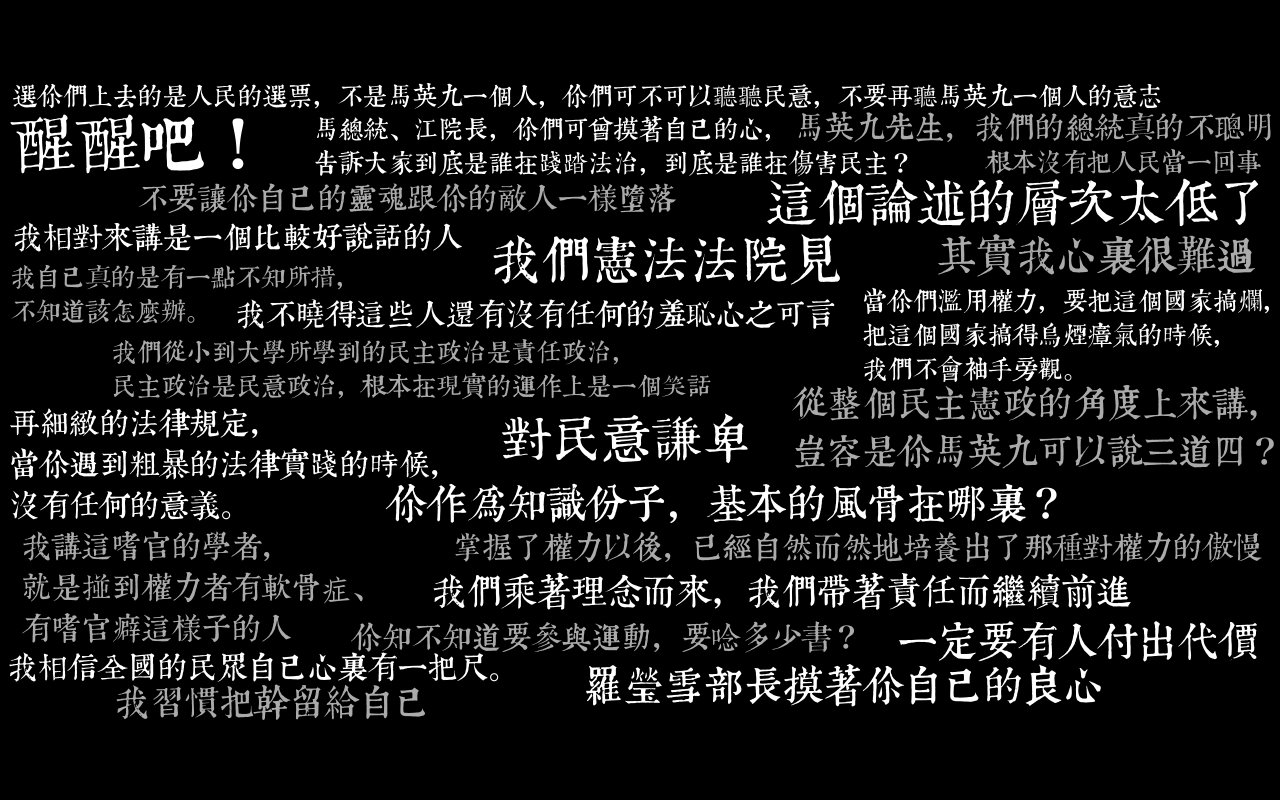 選你們上去的是人民的選票，不是馬英九一個人，你們可不可以聽聽民意，不要再聽馬英九一個人的意志
醒醒吧！
馬總統、江院長，你們可曾摸著自己的心，
告訴大家到底是誰在踐踏法治，到底是誰在傷害民主？
馬英九先生，我們的總統真的不聰明
根本沒有把人民當一回事
不要讓你自己的靈魂跟你的敵人一樣墮落
這個論述的層次太低了
我相對來講是一個比較好說話的人
我們憲法法院見
其實我心裏很難過
我自己真的是有一點不知所措，
不知道該怎麼辦。
我不曉得這些人還有沒有任何的羞恥心之可言
當你們濫用權力，要把這個國家搞爛，
把這個國家搞得烏煙瘴氣的時候，
我們不會袖手旁觀。
我們從小到大學所學到的民主政治是責任政治，
民主政治是民意政治，根本在現實的運作上是一個笑話
從整個民主憲政的角度上來講，
豈容是你馬英九可以說三道四？
再細緻的法律規定，
當你遇到粗暴的法律實踐的時候，
沒有任何的意義。
對民意謙卑
你作為知識份子，基本的風骨在哪裏？
我講這嗜官的學者，
就是碰到權力者有軟骨症、
有嗜官癖這樣子的人
掌握了權力以後，已經自然而然地培養出了那種對權力的傲慢
我們乘著理念而來，我們帶著責任而繼續前進
你知不知道要參與運動，要唸多少書？
一定要有人付出代價
我相信全國的民眾自己心裏有一把尺。
羅瑩雪部長摸著你自己的良心
我習慣把幹留給自己